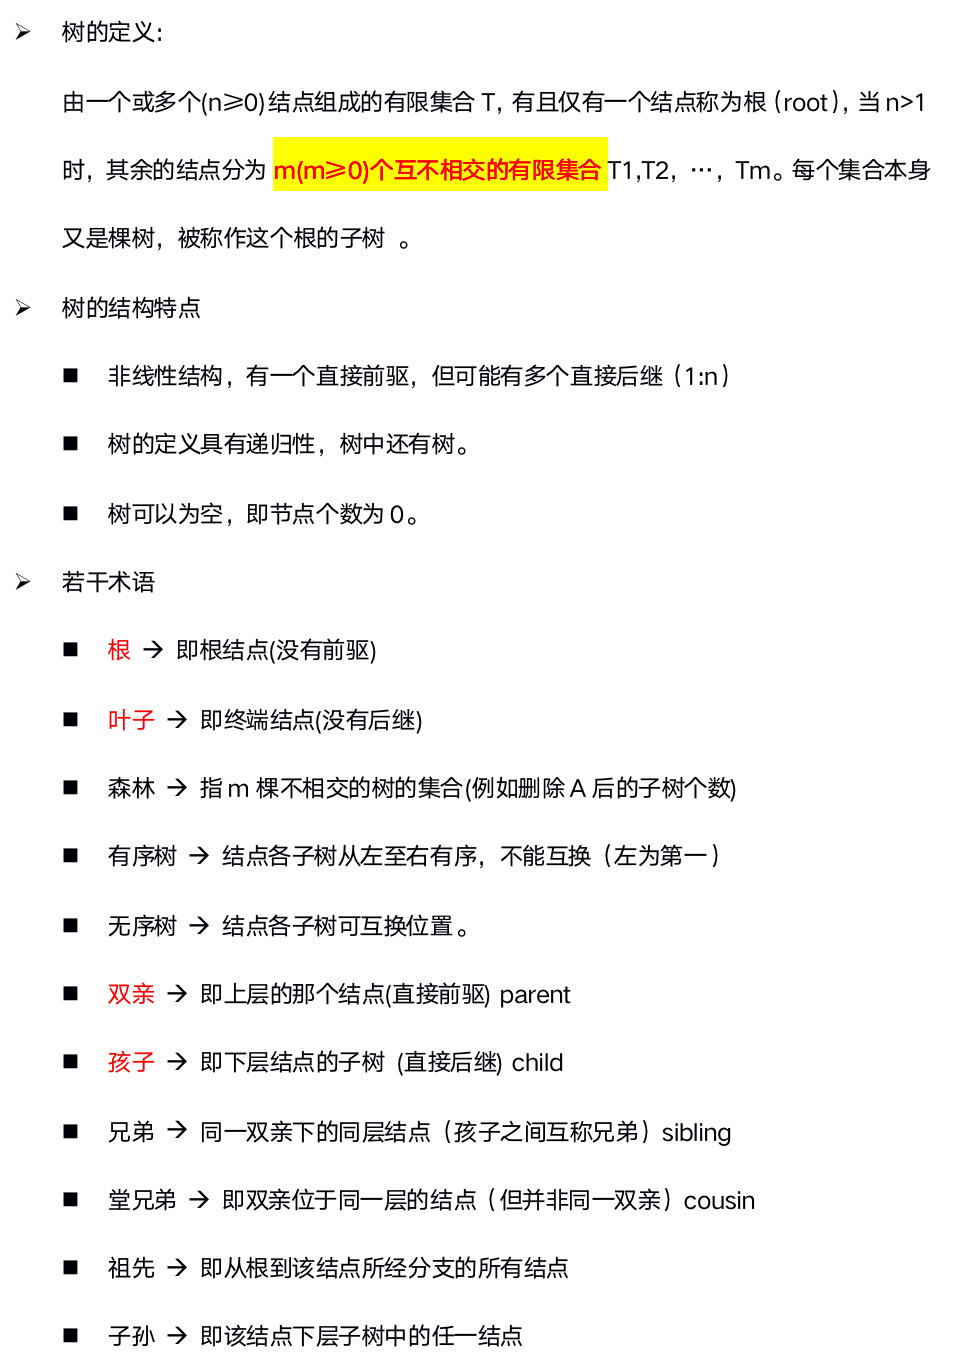 ➢ 树的定义:
由一个或多个(n≥0)结点组成的有限集合 T, 有且仅有一个结点称为根（root）, 当 n>1
时，其余的结点分为 m(m≥0)个互不相交的有限集合 T1,T2，…，Tm。每个集合本身
又是棵树，被称作这个根的子树 。
➢ 树的结构特点
■ 非线性结构，有一个直接前驱，但可能有多个直接后继（1:n）
■ 树的定义具有递归性，树中还有树。
■ 树可以为空，即节点个数为 0。
➢ 若干术语
■ 根 → 即根结点(没有前驱)
■ 叶子 → 即终端结点(没有后继)
■ 森林 → 指 m 棵不相交的树的集合(例如删除 A 后的子树个数)
■ 有序树 → 结点各子树从左至右有序，不能互换（左为第一）
■ 无序树 → 结点各子树可互换位置。
■ 双亲 → 即上层的那个结点(直接前驱) parent
■ 孩子 → 即下层结点的子树 (直接后继) child
■ 兄弟 → 同一双亲下的同层结点（孩子之间互称兄弟）sibling
■ 堂兄弟 → 即双亲位于同一层的结点（但并非同一双亲）cousin
■ 祖先 → 即从根到该结点所经分支的所有结点
■ 子孙 → 即该结点下层子树中的任一结点